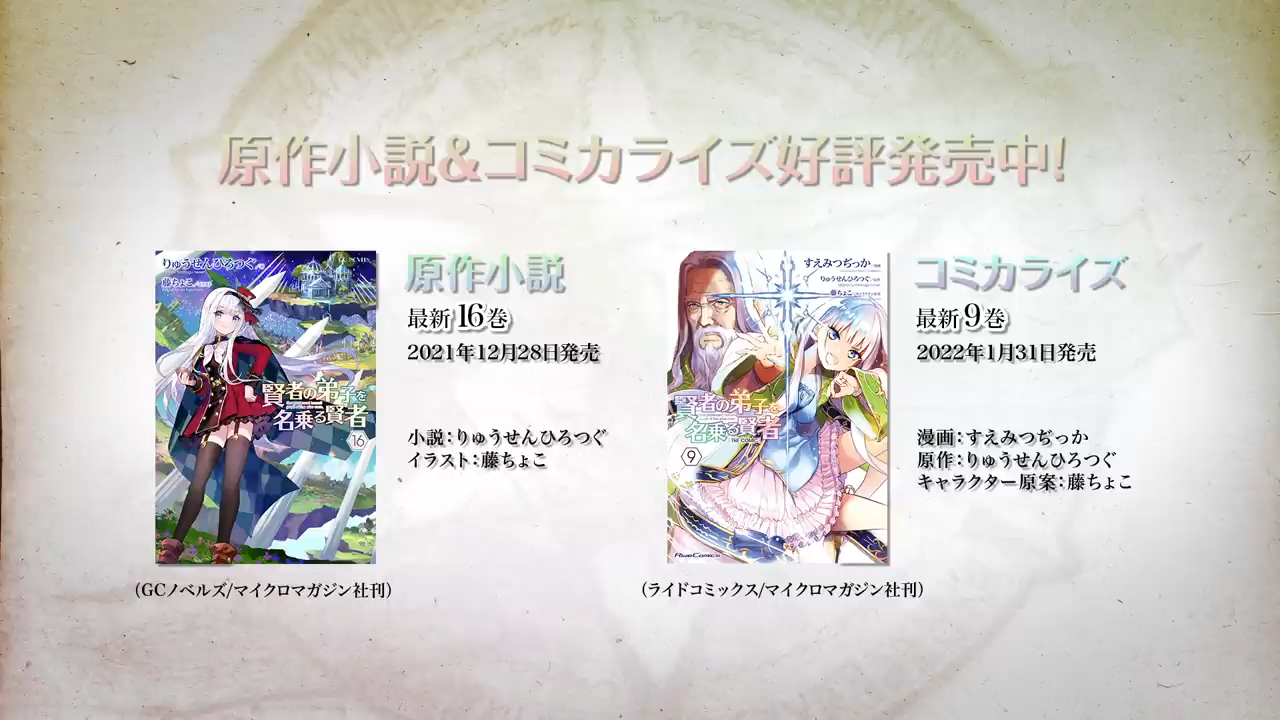 原作小説&コミカライズ好評発売中!
りゅうせんひろつぐ
藤ちょこ
賢者の弟子を
名乗る賢者
16
原作小説
最新16巻
2021年12月28日発売
小説:りゅうせんひろつぐ
イラスト:藤ちょこ
(GCノベルズ/マイクロマガジン社刊)
すえみつぢっか
りゅうせんひろつぐ
藤ちょこ
賢者の弟子を
名乗る賢者
THE COMIC
9
RIDE COMICS
コミカライズ
最新9巻
2022年1月31日発売
漫画:すえみつぢっか
原作:りゅうせんひろつぐ
キャラクター原案:藤ちょこ
(ライドコミックス/マイクロマガジン社刊)